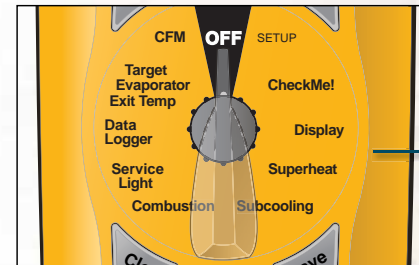 CFM OFF SETUP
Target
Evaporator
Exit Temp
CheckMe!
Data
Logger
Display
Service
Light
Superheat
Combustion Subcooling